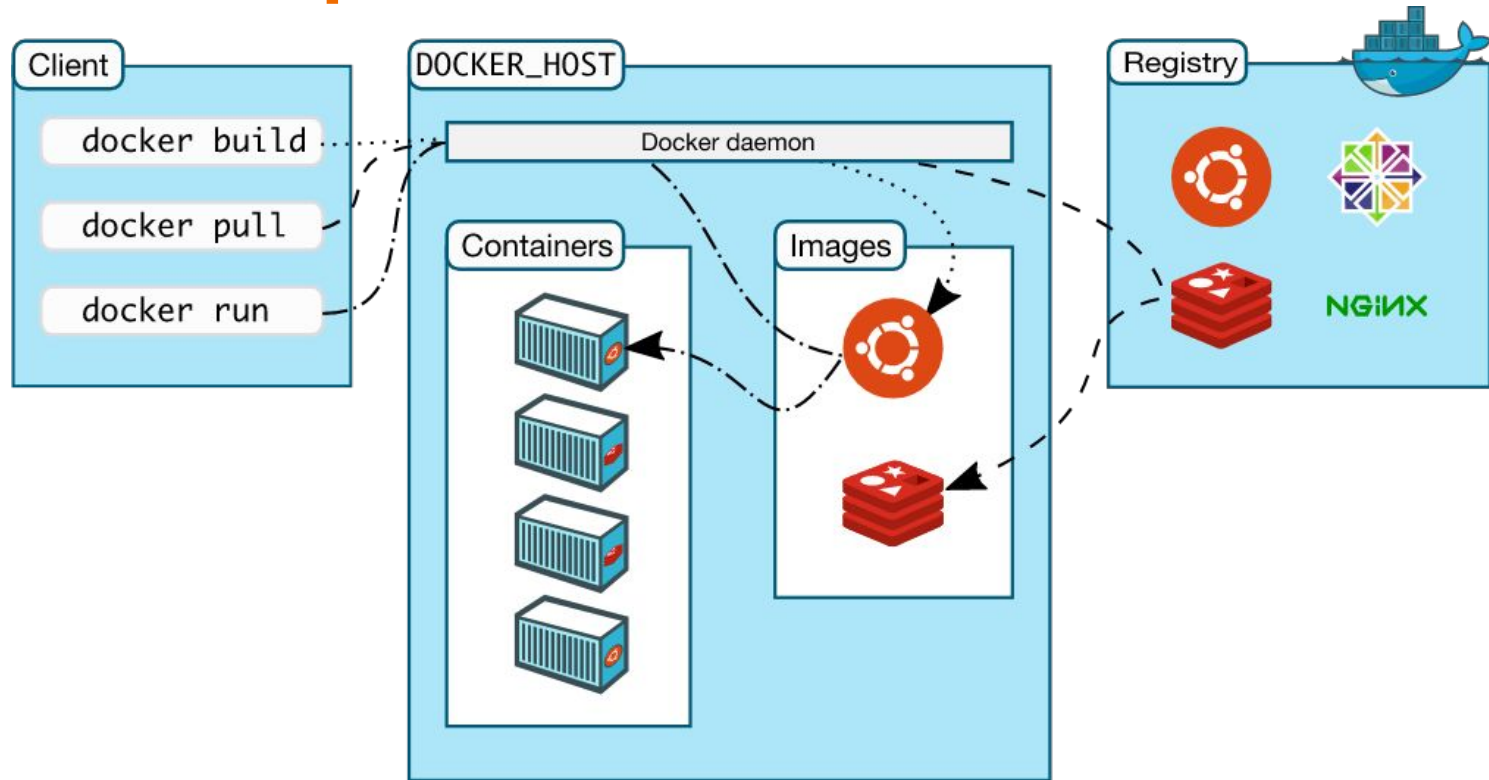 Client
docker build
docker pull
docker run
DOCKER_HOST
Docker daemon
Containers
Images
Registry
NGiNX